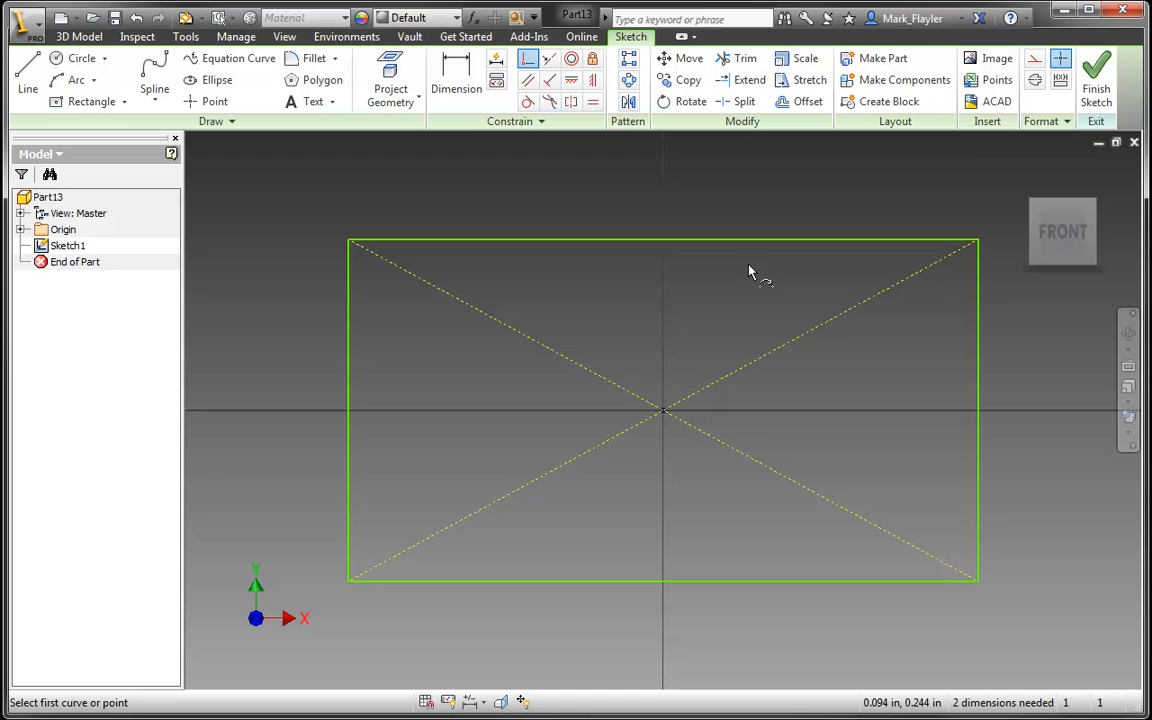 PRO Material Default Part13 Type a keyword or phrase Mark_Flayler
3D Model Inspect Tools Manage View Environments Vault Get Started Add-Ins Online Sketch
Line Circle Arc Rectangle Spline Equation Curve Ellipse Point Fillet Polygon Text Project Geometry Dimension Move Copy Rotate Trim Extend Split Scale Stretch Offset Make Part Make Components Create Block Image Points ACAD Finish Sketch
Draw Constrain Pattern Modify Layout Insert Format Exit
Model
Part13
View: Master
Origin
Sketch1
End of Part
FRONT
Y
X
Select first curve or point 0.094 in, 0.244 in 2 dimensions needed 1 1